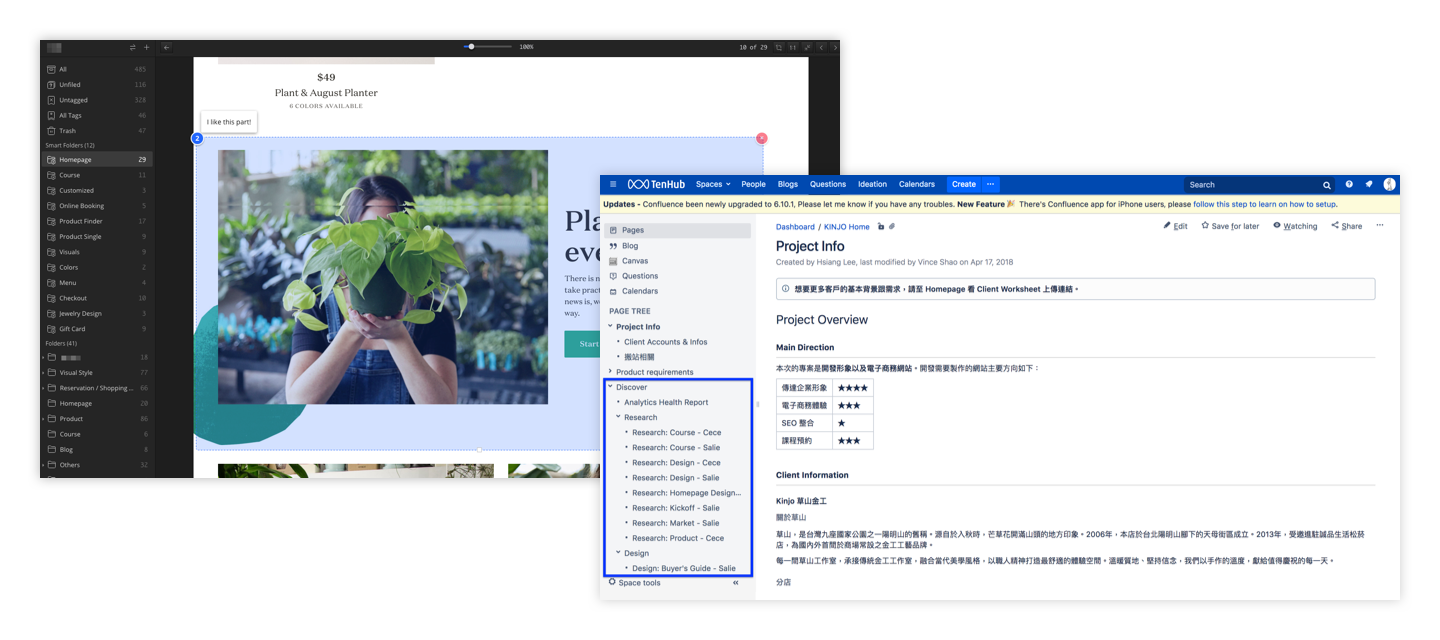 100%
10 of 29
All 485
Unfiled 116
Untagged 328
All Tags 46
Trash 47
Smart Folders (12)
Homepage 29
Course 11
Customized 3
Online Booking 5
Product Finder 17
Product Single 9
Visuals 9
Colors 2
Menu 4
Checkout 10
Jewelry Design 3
Gift Card 9
Folders (41)
18
Visual Style 77
Reservation / Shopping ... 66
Homepage 20
Product 86
Course 6
Blog 8
Others 32
$49
Plant & August Planter
6 COLORS AVAILABLE
I like this part!
2
Pla
eve
There is n
take pract
news is, w
way.
Start
TenHub Spaces People Blogs Questions Ideation Calendars Create ··· Search
Updates - Confluence been newly upgraded to 6.10.1, Please let me know if you have any troubles. New Feature🎉 There's Confluence app for iPhone users, please follow this step to learn on how to setup.
Pages
Blog
Canvas
Questions
Calendars
PAGE TREE
Project Info
Client Accounts & Infos
搬站相關
Product requirements
Discover
Analytics Health Report
Research
Research: Course - Cece
Research: Course - Salie
Research: Design - Cece
Research: Design - Salie
Research: Homepage Design...
Research: Kickoff - Salie
Research: Market - Salie
Research: Product - Cece
Design
Design: Buyer's Guide - Salie
Space tools «
Dashboard / KINJO Home
Edit Save for later Watching Share ···
Project Info
Created by Hsiang Lee, last modified by Vince Shao on Apr 17, 2018
想要更多客戶的基本背景跟需求，請至 Homepage 看 Client Worksheet 上傳連結。
Project Overview
Main Direction
本次的專案是開發形象以及電子商務網站。開發需要製作的網站主要方向如下：
傳達企業形象 ★★★★
電子商務體驗 ★★★
SEO 整合 ★
課程預約 ★★★
Client Information
Kinjo 草山金工
關於草山
草山，是台灣九座國家公園之一陽明山的舊稱。源自於入秋時，芒草花開滿山頭的地方印象。2006年，本店於台北陽明山腳下的天母街區成立。2013年，受邀進駐誠品生活松菸
店，為國內外首間於商場常設之金工工藝品牌。
每一間草山工作室，承接傳統金工工作室，融合當代美學風格，以職人精神打造最舒適的體驗空間。溫暖質地、堅持信念，我們以手作的溫度，獻給值得慶祝的每一天。
分店